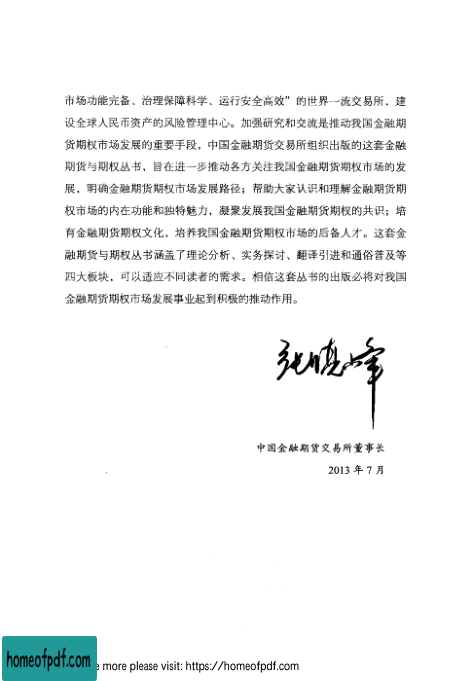 市场功能完备、治理保障科学、运行安全高效”的世界一流交易所，建
设全球人民币资产的风险管理中心。加强研究和交流是推动我国金融期
货期权市场发展的重要手段，中国金融期货交易所组织出版的这套金融
期货与期权丛书，旨在进一步推动各方关注我国金融期货期权市场的发
展，明确金融期货期权市场发展路径；帮助大家认识和理解金融期货期
权市场的内在功能和独特魅力，凝聚发展我国金融期货期权的共识；培
育金融期货期权文化，培养我国金融期货期权市场的后备人才。这套金
融期货与期权丛书涵盖了理论分析、实务探讨、翻译引进和通俗普及等
四大板块，可以适应不同读者的需求。相信这套丛书的出版必将对我国
金融期货期权市场发展事业起到积极的推动作用。
张晓峰
中国金融期货交易所董事长
2013 年 7 月
homeofpdf.com
more please visit: https://homeofpdf.com